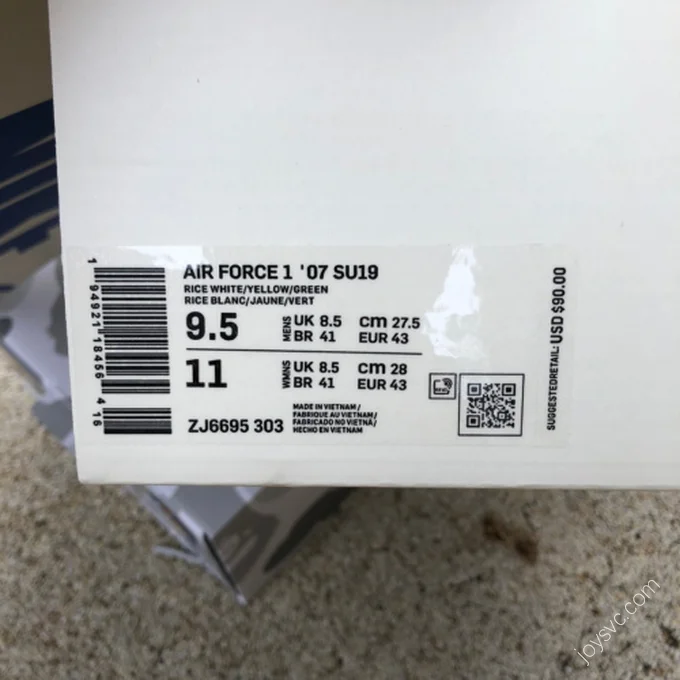 AIR FORCE 1 '07 SU19
RICE WHITE/YELLOW/GREEN
RICE BLANC/JAUNE/VERT
9.5 MENS UK 8.5 cm 27.5
BR 41 EUR 43
11 WMNS UK 8.5 cm 28
BR 41 EUR 43
ZJ6695 303
MADE IN VIETNAM/
FABRIQUE AU VIETNAM/
FABRICADO NO VIETNÃ/
HECHO EN VIETNAM
1 94921 18456 4 16
SUGGESTEDRETAIL: USD $90.00
joysvc.com